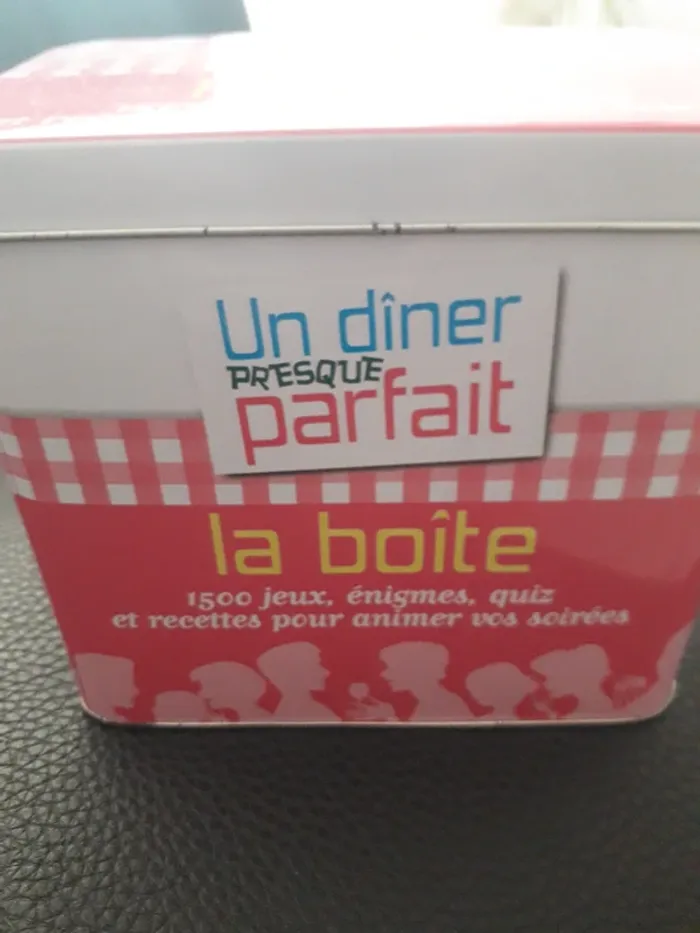 Un dîner
PRESQUE
parfait
la boîte
1500 jeux, énigmes, quiz
et recettes pour animer vos soirées